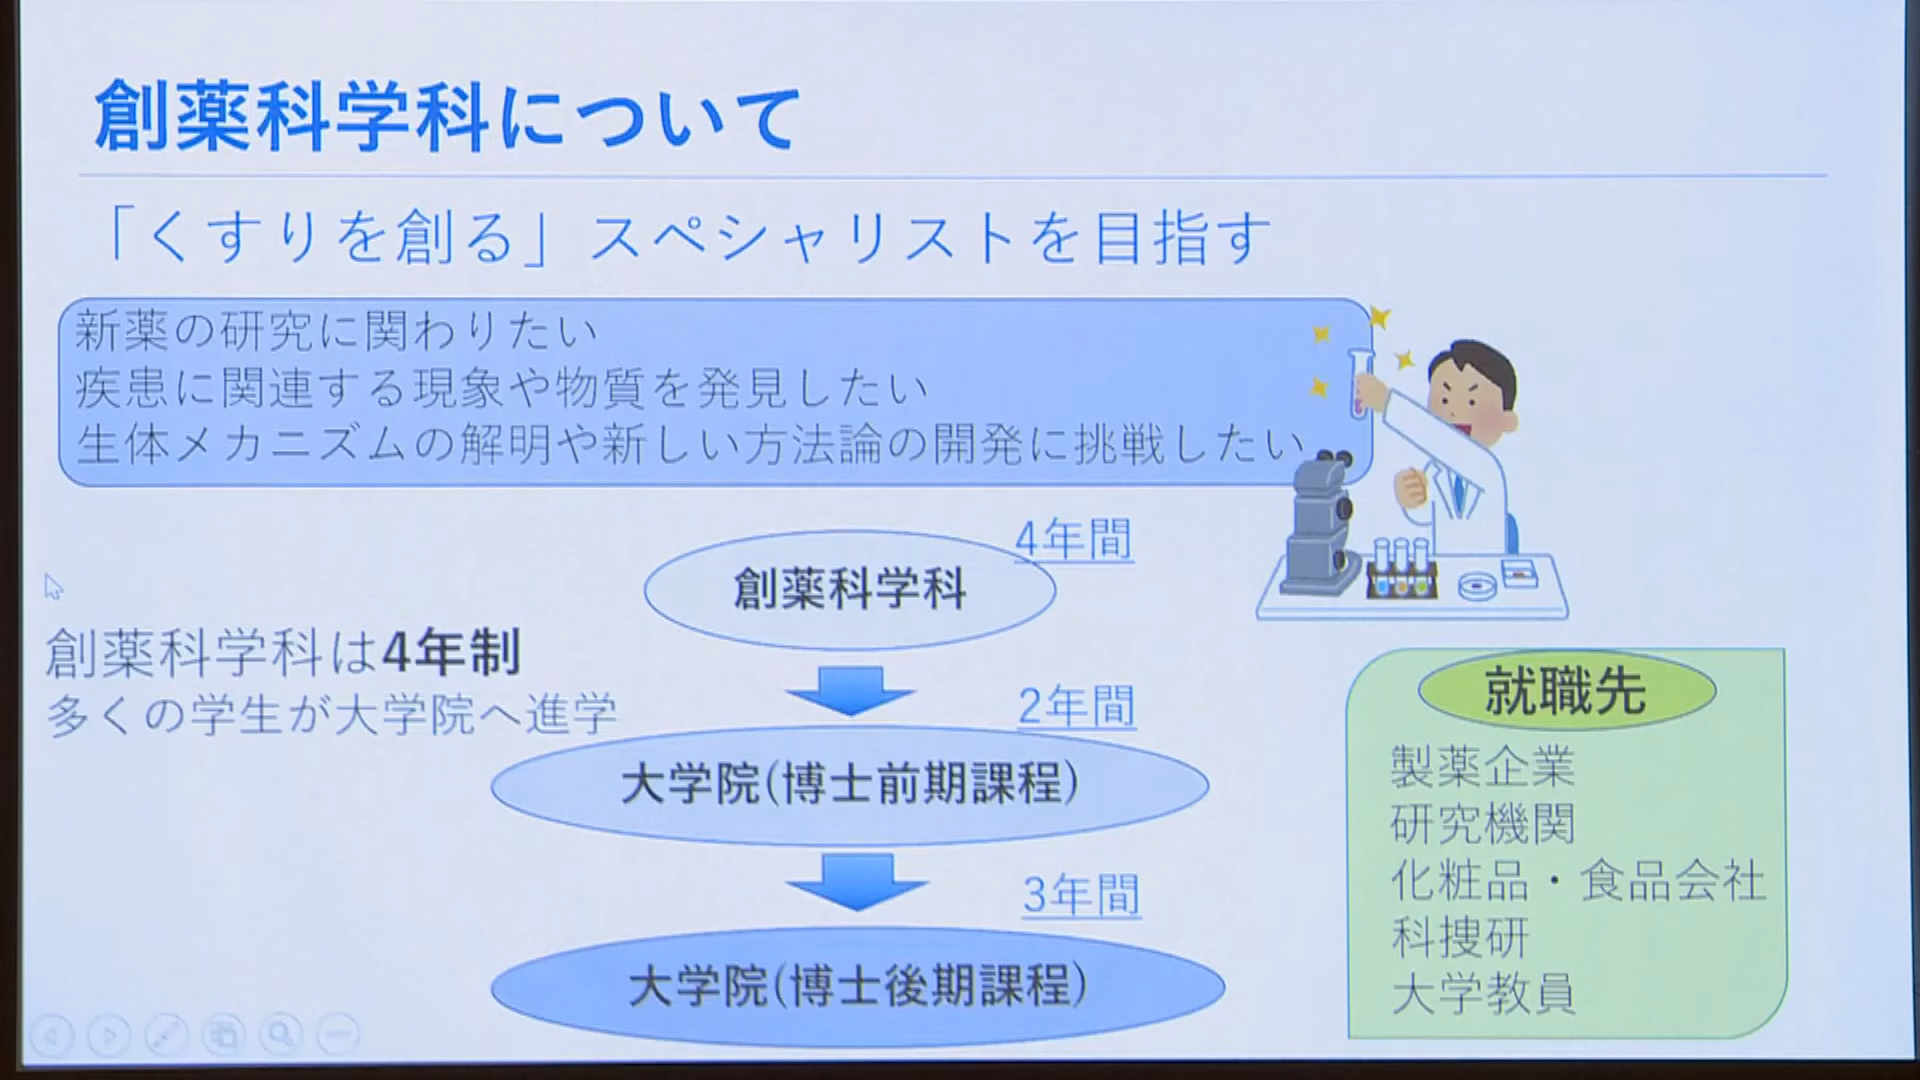 創薬科学科について
「くすりを創る」スペシャリストを目指す
新薬の研究に関わりたい
疾患に関連する現象や物質を発見したい
生体メカニズムの解明や新しい方法論の開発に挑戦したい
4年間
創薬科学科
創薬科学科は4年制
多くの学生が大学院へ進学
2年間
大学院(博士前期課程)
3年間
大学院(博士後期課程)
就職先
製薬企業
研究機関
化粧品・食品会社
科捜研
大学教員